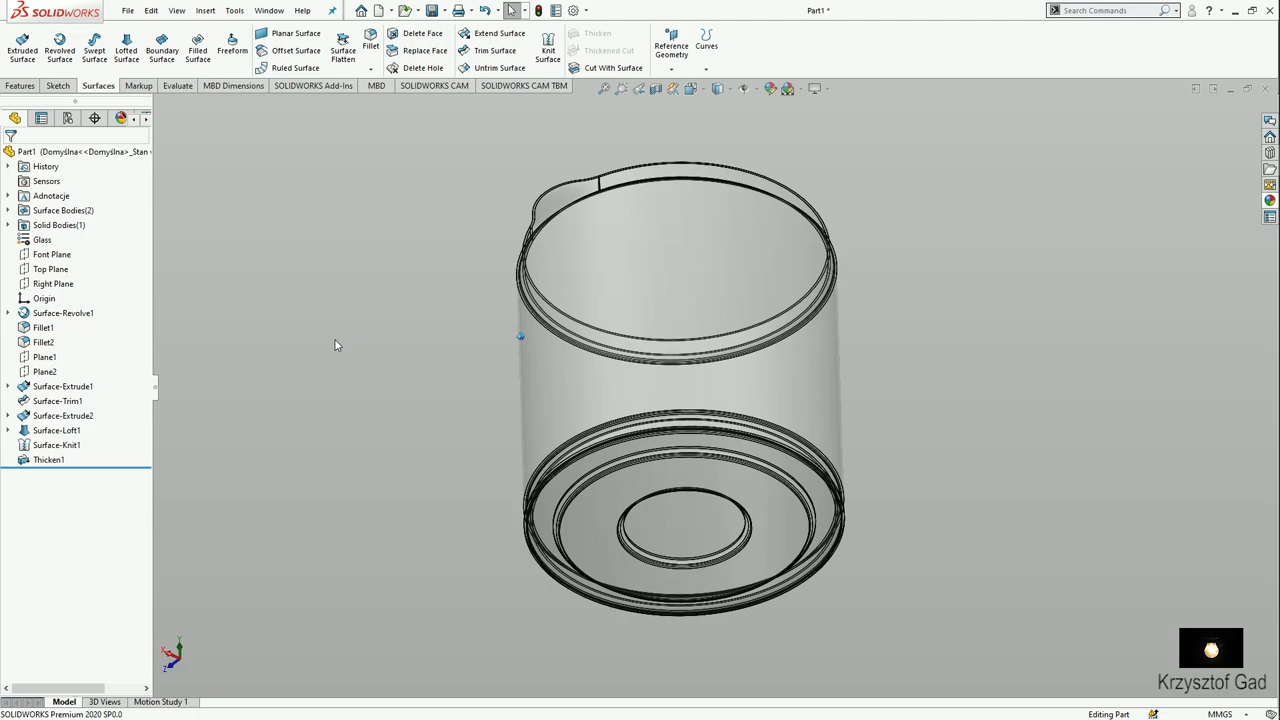 SOLIDWORKS
File Edit View Insert Tools Window Help
Part1 *
Search Commands
Extruded Surface
Revolved Surface
Swept Surface
Lofted Surface
Boundary Surface
Filled Surface
Freeform
Planar Surface
Offset Surface
Ruled Surface
Surface Flatten
Fillet
Delete Face
Replace Face
Delete Hole
Extend Surface
Trim Surface
Untrim Surface
Knit Surface
Thicken
Thickened Cut
Cut With Surface
Reference Geometry
Curves
Features Sketch Surfaces Markup Evaluate MBD Dimensions SOLIDWORKS Add-Ins MBD SOLIDWORKS CAM SOLIDWORKS CAM TBM
Part1 (Domyślna<<Domyślna>_Stan
History
Sensors
Adnotacje
Surface Bodies(2)
Solid Bodies(1)
Glass
Front Plane
Top Plane
Right Plane
Origin
Surface-Revolve1
Fillet1
Fillet2
Plane1
Plane2
Surface-Extrude1
Surface-Trim1
Surface-Extrude2
Surface-Loft1
Surface-Knit1
Thicken1
Y
X
Z
Krzysztof Gad
Model 3D Views Motion Study 1
SOLIDWORKS Premium 2020 SP0.0
Editing Part
MMGS